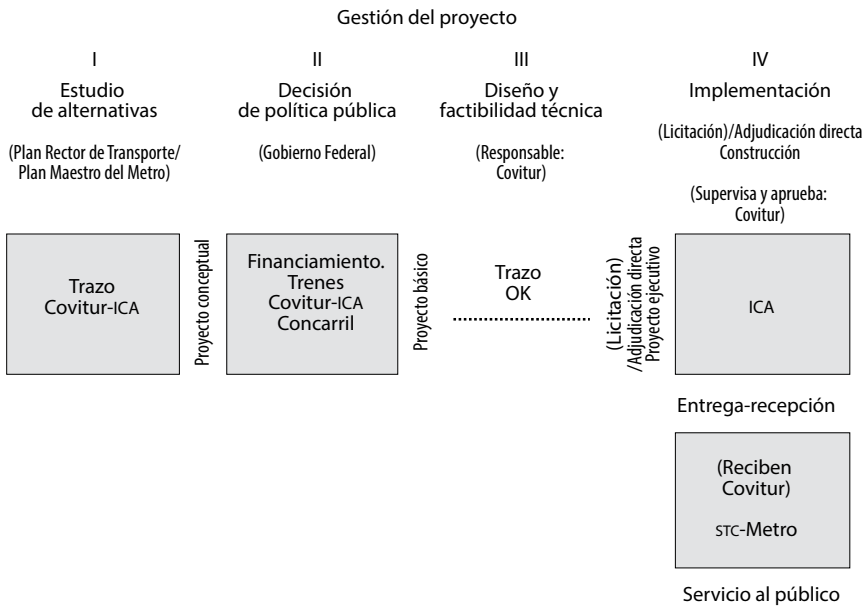 Gestión del proyecto
I
Estudio
de alternativas
(Plan Rector de Transporte/
Plan Maestro del Metro)
Trazo
Covitur-ICA
Proyecto conceptual
II
Decisión
de política pública
(Gobierno Federal)
Financiamiento.
Trenes
Covitur-ICA
Concarril
Proyecto básico
III
Diseño y
factibilidad técnica
(Responsable:
Covitur)
Trazo
OK
(Licitación)
/Adjudicación directa
Proyecto ejecutivo
IV
Implementación
(Licitación)/Adjudicación directa
Construcción
(Supervisa y aprueba:
Covitur)
ICA
Entrega-recepción
(Reciben
Covitur)
STC-Metro
Servicio al público